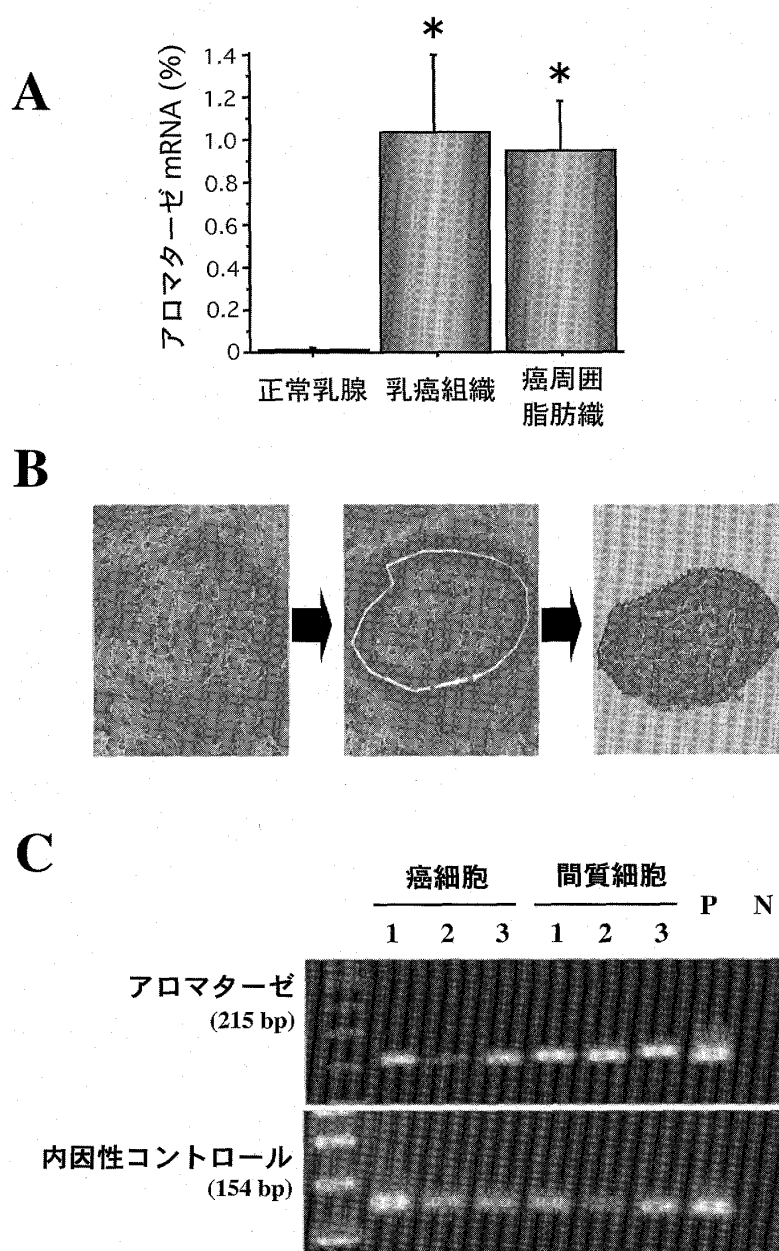 A
アロマターゼ mRNA (%)
1.4
1.2
1.0
0.8
0.6
0.4
0.2
0
*
*
正常乳腺
乳癌組織
癌周囲
脂肪織
B
C
癌細胞
間質細胞
P
N
1 2 3 1 2 3
アロマターゼ
(215 bp)
内因性コントロール
(154 bp)